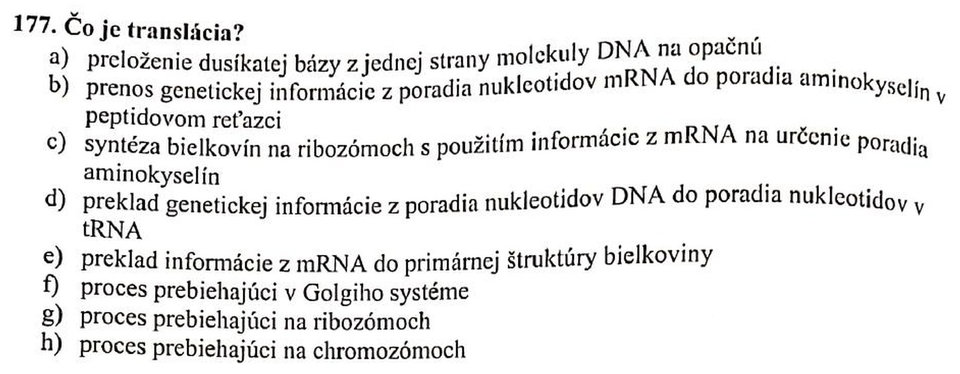 177. Čo je translácia?
a) preloženie dusíkatej bázy z jednej strany molekuly DNA na opačnú
b) prenos genetickej informácie z poradia nukleotidov mRNA do poradia aminokyselín v
peptidovom reťazci
c) syntéza bielkovín na ribozómoch s použitím informácie z mRNA na určenie poradia
aminokyselín
d) preklad genetickej informácie z poradia nukleotidov DNA do poradia nukleotidov v
tRNA
e) preklad informácie z mRNA do primárnej štruktúry bielkoviny
f) proces prebiehajúci v Golgiho systéme
g) proces prebiehajúci na ribozómoch
h) proces prebiehajúci na chromozómoch